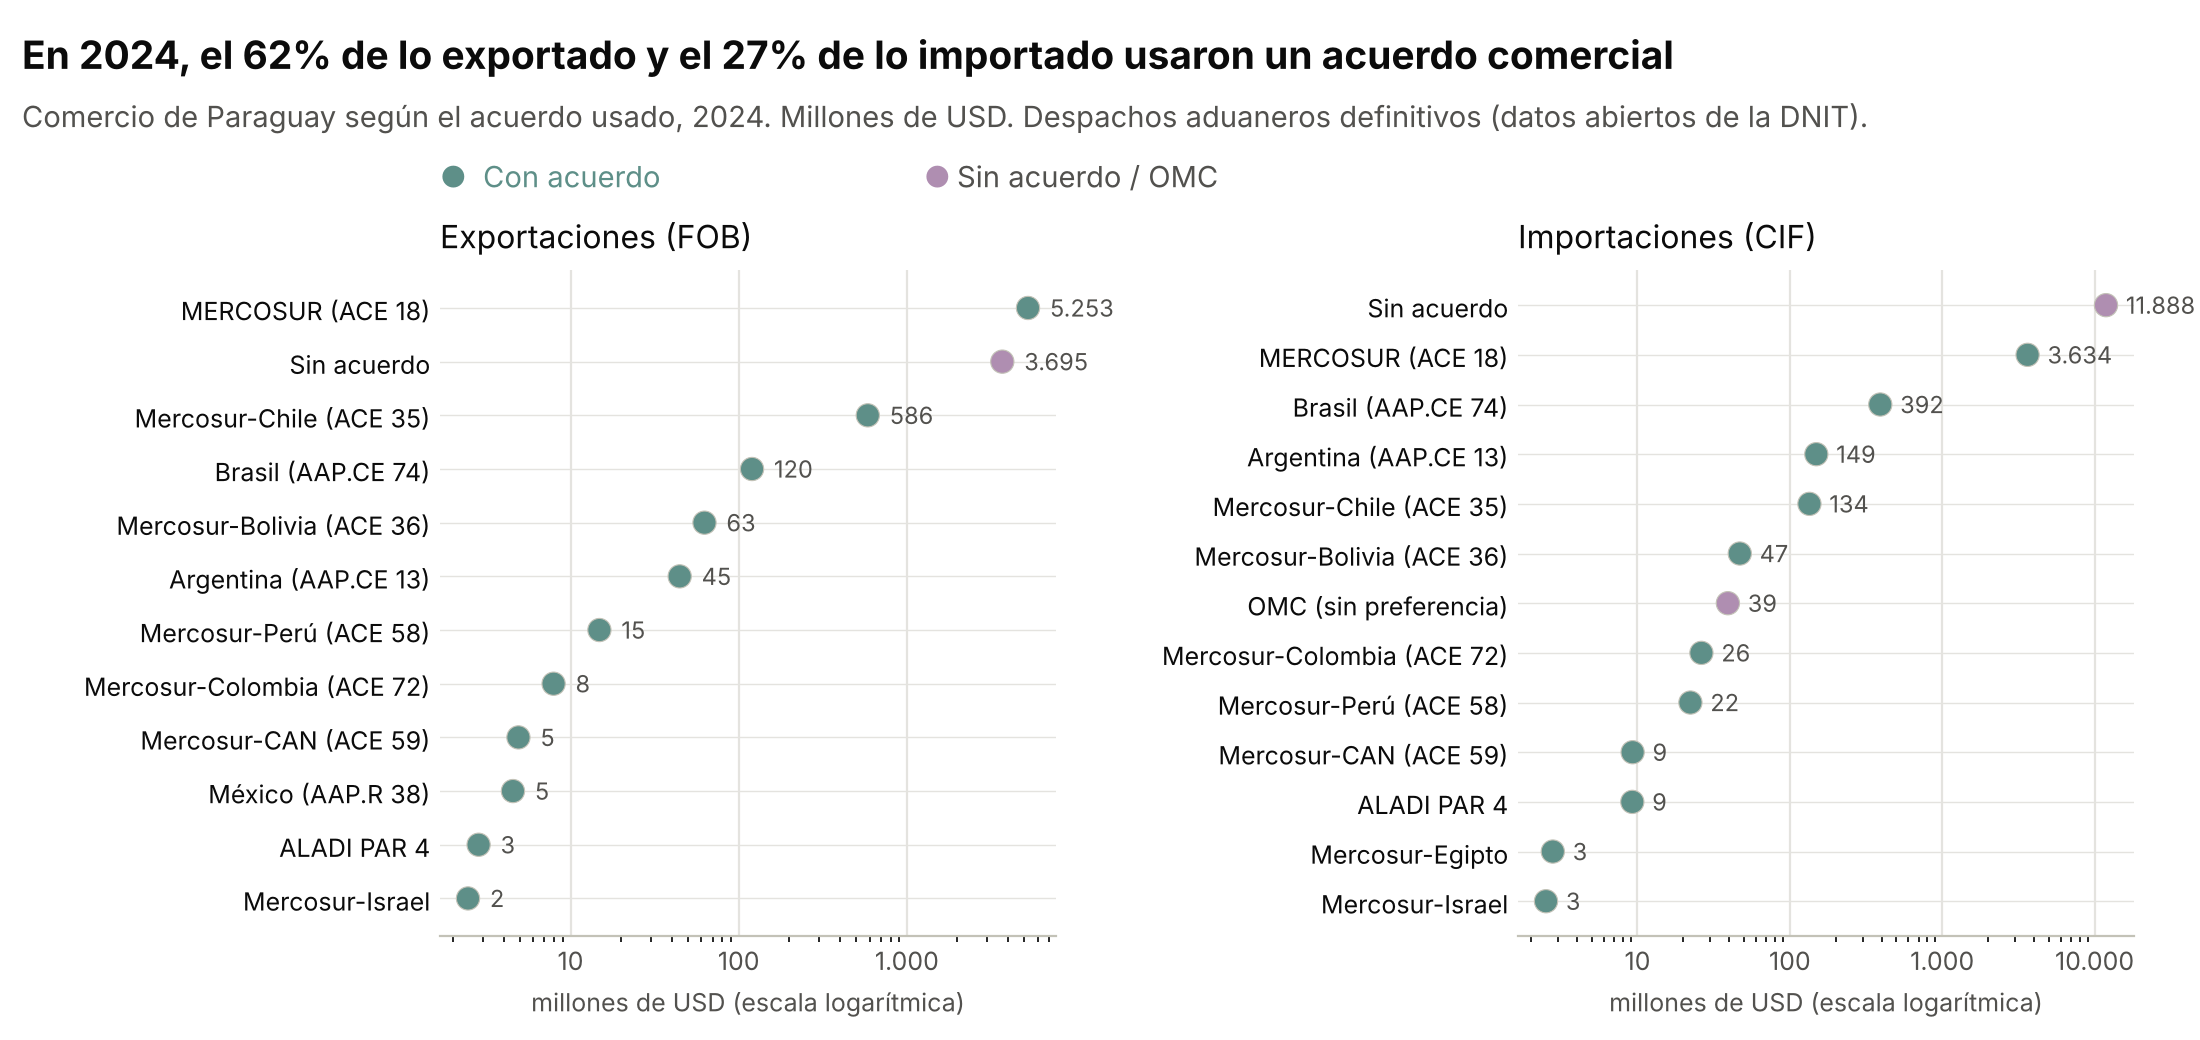 En 2024, el 62% de lo exportado y el 27% de lo importado usaron un acuerdo comercial
Comercio de Paraguay según el acuerdo usado, 2024. Millones de USD. Despachos aduaneros definitivos (datos abiertos de la DNIT).
Con acuerdo
Sin acuerdo / OMC
Exportaciones (FOB)
MERCOSUR (ACE 18) 5.253
Sin acuerdo 3.695
Mercosur-Chile (ACE 35) 586
Brasil (AAP.CE 74) 120
Mercosur-Bolivia (ACE 36) 63
Argentina (AAP.CE 13) 45
Mercosur-Perú (ACE 58) 15
Mercosur-Colombia (ACE 72) 8
Mercosur-CAN (ACE 59) 5
México (AAP.R 38) 5
ALADI PAR 4 3
Mercosur-Israel 2
10 100 1.000
millones de USD (escala logarítmica)
Importaciones (CIF)
Sin acuerdo 11.888
MERCOSUR (ACE 18) 3.634
Brasil (AAP.CE 74) 392
Argentina (AAP.CE 13) 149
Mercosur-Chile (ACE 35) 134
Mercosur-Bolivia (ACE 36) 47
OMC (sin preferencia) 39
Mercosur-Colombia (ACE 72) 26
Mercosur-Perú (ACE 58) 22
Mercosur-CAN (ACE 59) 9
ALADI PAR 4 9
Mercosur-Egipto 3
Mercosur-Israel 3
10 100 1.000 10.000
millones de USD (escala logarítmica)